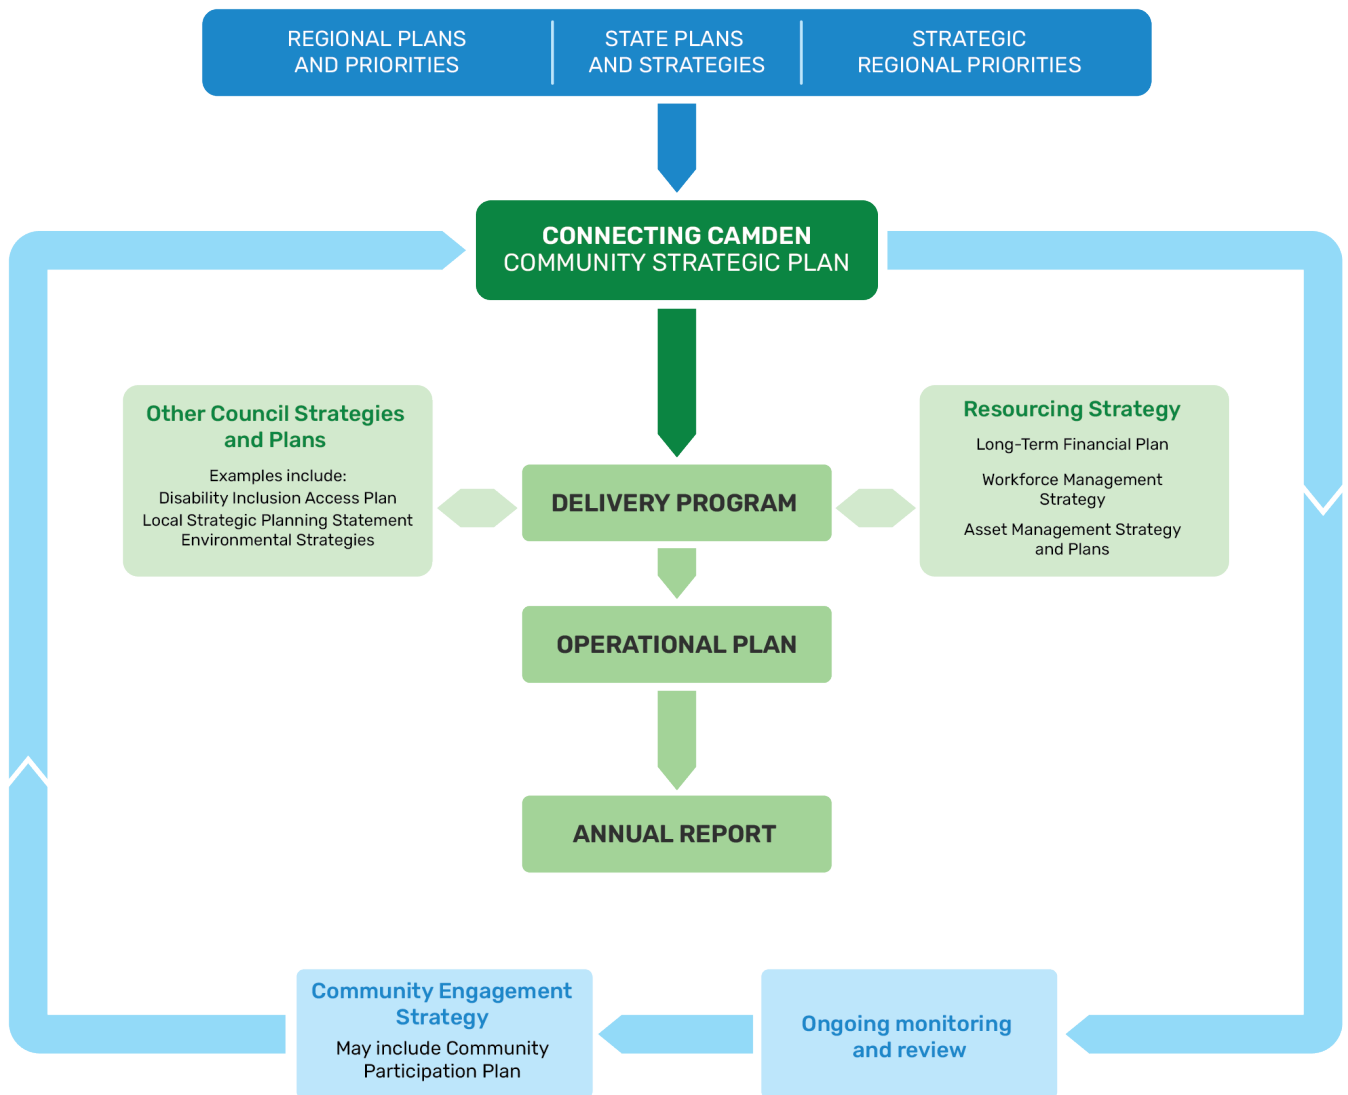 REGIONAL PLANS
AND PRIORITIES
STATE PLANS
AND STRATEGIES
STRATEGIC
REGIONAL PRIORITIES
CONNECTING CAMDEN
COMMUNITY STRATEGIC PLAN
Other Council Strategies
and Plans
Examples include:
Disability Inclusion Access Plan
Local Strategic Planning Statement
Environmental Strategies
DELIVERY PROGRAM
Resourcing Strategy
Long-Term Financial Plan
Workforce Management
Strategy
Asset Management Strategy
and Plans
OPERATIONAL PLAN
ANNUAL REPORT
Community Engagement
Strategy
May include Community
Participation Plan
Ongoing monitoring
and review